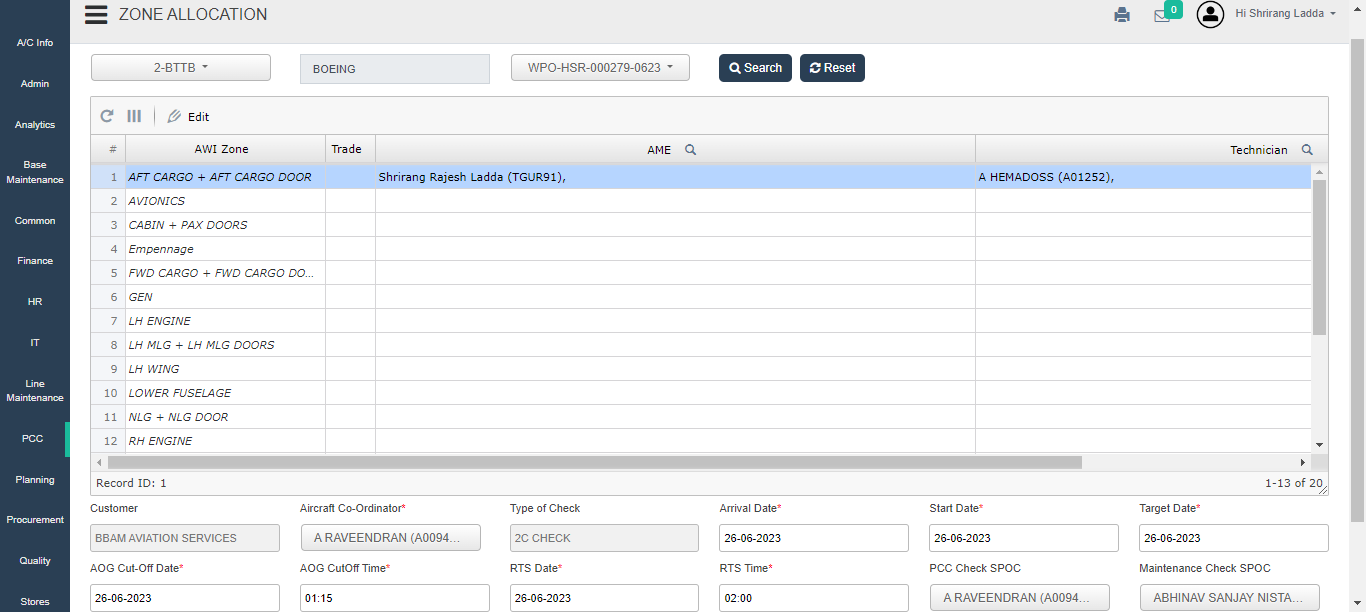 ZONE ALLOCATION
0
Hi Shrirang Ladda
A/C Info
Admin
Analytics
Base
Maintenance
Common
Finance
HR
IT
Line
Maintenance
PCC
Planning
Procurement
Quality
Stores
2-BTTB
BOEING
WPO-HSR-000279-0623
Search
Reset
Edit
# AWI Zone Trade AME Technician
1 AFT CARGO + AFT CARGO DOOR Shrirang Rajesh Ladda (TGUR91), A HEMADOSS (A01252),
2 AVIONICS
3 CABIN + PAX DOORS
4 Empennage
5 FWD CARGO + FWD CARGO DO...
6 GEN
7 LH ENGINE
8 LH MLG + LH MLG DOORS
9 LH WING
10 LOWER FUSELAGE
11 NLG + NLG DOOR
12 RH ENGINE
Record ID: 1 1-13 of 20
Customer Aircraft Co-Ordinator* Type of Check Arrival Date* Start Date* Target Date*
BBAM AVIATION SERVICES A RAVEENDRAN (A0094... 2C CHECK 26-06-2023 26-06-2023 26-06-2023
AOG Cut-Off Date* AOG CutOff Time* RTS Date* RTS Time* PCC Check SPOC Maintenance Check SPOC
26-06-2023 01:15 26-06-2023 02:00 A RAVEENDRAN (A0094... ABHINAV SANJAY NISTA...